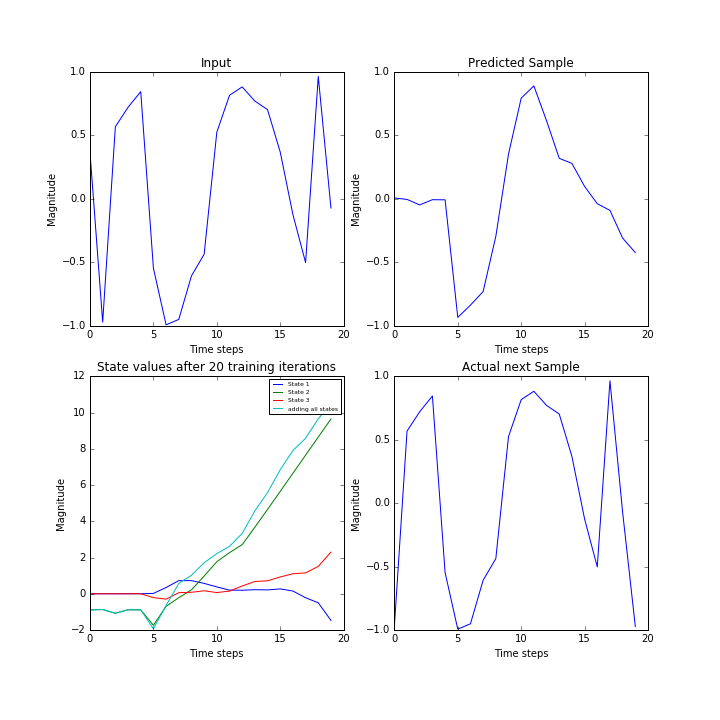 Input
Predicted Sample
1.0
0.5
0.0
−0.5
−1.0
Magnitude
0 5 10 15 20
Time steps
1.0
0.5
0.0
−0.5
−1.0
Magnitude
0 5 10 15 20
Time steps
State values after 20 training iterations
Actual next Sample
12
10
8
6
4
2
0
−2
Magnitude
State 1
State 2
State 3
adding all states
0 5 10 15 20
Time steps
1.0
0.5
0.0
−0.5
−1.0
Magnitude
0 5 10 15 20
Time steps